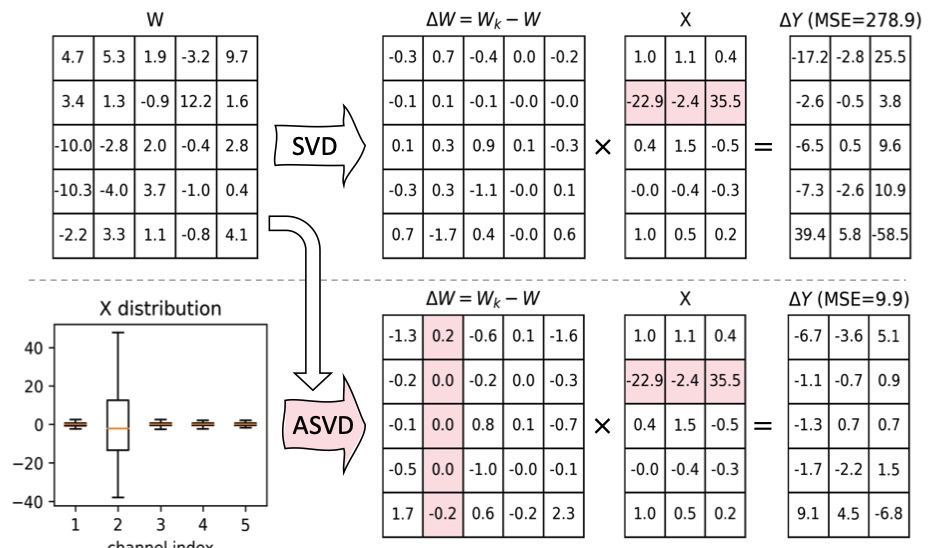 W
4.7 5.3 1.9 -3.2 9.7
3.4 1.3 -0.9 12.2 1.6
-10.0 -2.8 2.0 -0.4 2.8
-10.3 -4.0 3.7 -1.0 0.4
-2.2 3.3 1.1 -0.8 4.1
SVD
ΔW = Wₖ − W
-0.3 0.7 -0.4 0.0 -0.2
-0.1 0.1 -0.1 -0.0 -0.0
0.1 0.3 0.9 0.1 -0.3
-0.3 0.3 -1.1 -0.0 0.1
0.7 -1.7 0.4 -0.0 0.6
×
X
1.0 1.1 0.4
-22.9 -2.4 35.5
0.4 1.5 -0.5
-0.0 -0.4 -0.3
1.0 0.5 0.2
=
ΔY (MSE=278.9)
-17.2 -2.8 25.5
-2.6 -0.5 3.8
-6.5 0.5 9.6
-7.3 -2.6 10.9
39.4 5.8 -58.5
X distribution
40
20
0
−20
−40
1 2 3 4 5
channel index
ASVD
ΔW = Wₖ − W
-1.3 0.2 -0.6 0.1 -1.6
-0.2 0.0 -0.2 0.0 -0.3
-0.1 0.0 0.8 0.1 -0.7
-0.5 0.0 -1.0 -0.0 -0.1
1.7 -0.2 0.6 -0.2 2.3
×
X
1.0 1.1 0.4
-22.9 -2.4 35.5
0.4 1.5 -0.5
-0.0 -0.4 -0.3
1.0 0.5 0.2
=
ΔY (MSE=9.9)
-6.7 -3.6 5.1
-1.1 -0.7 0.9
-1.3 0.7 0.7
-1.7 -2.2 1.5
9.1 4.5 -6.8